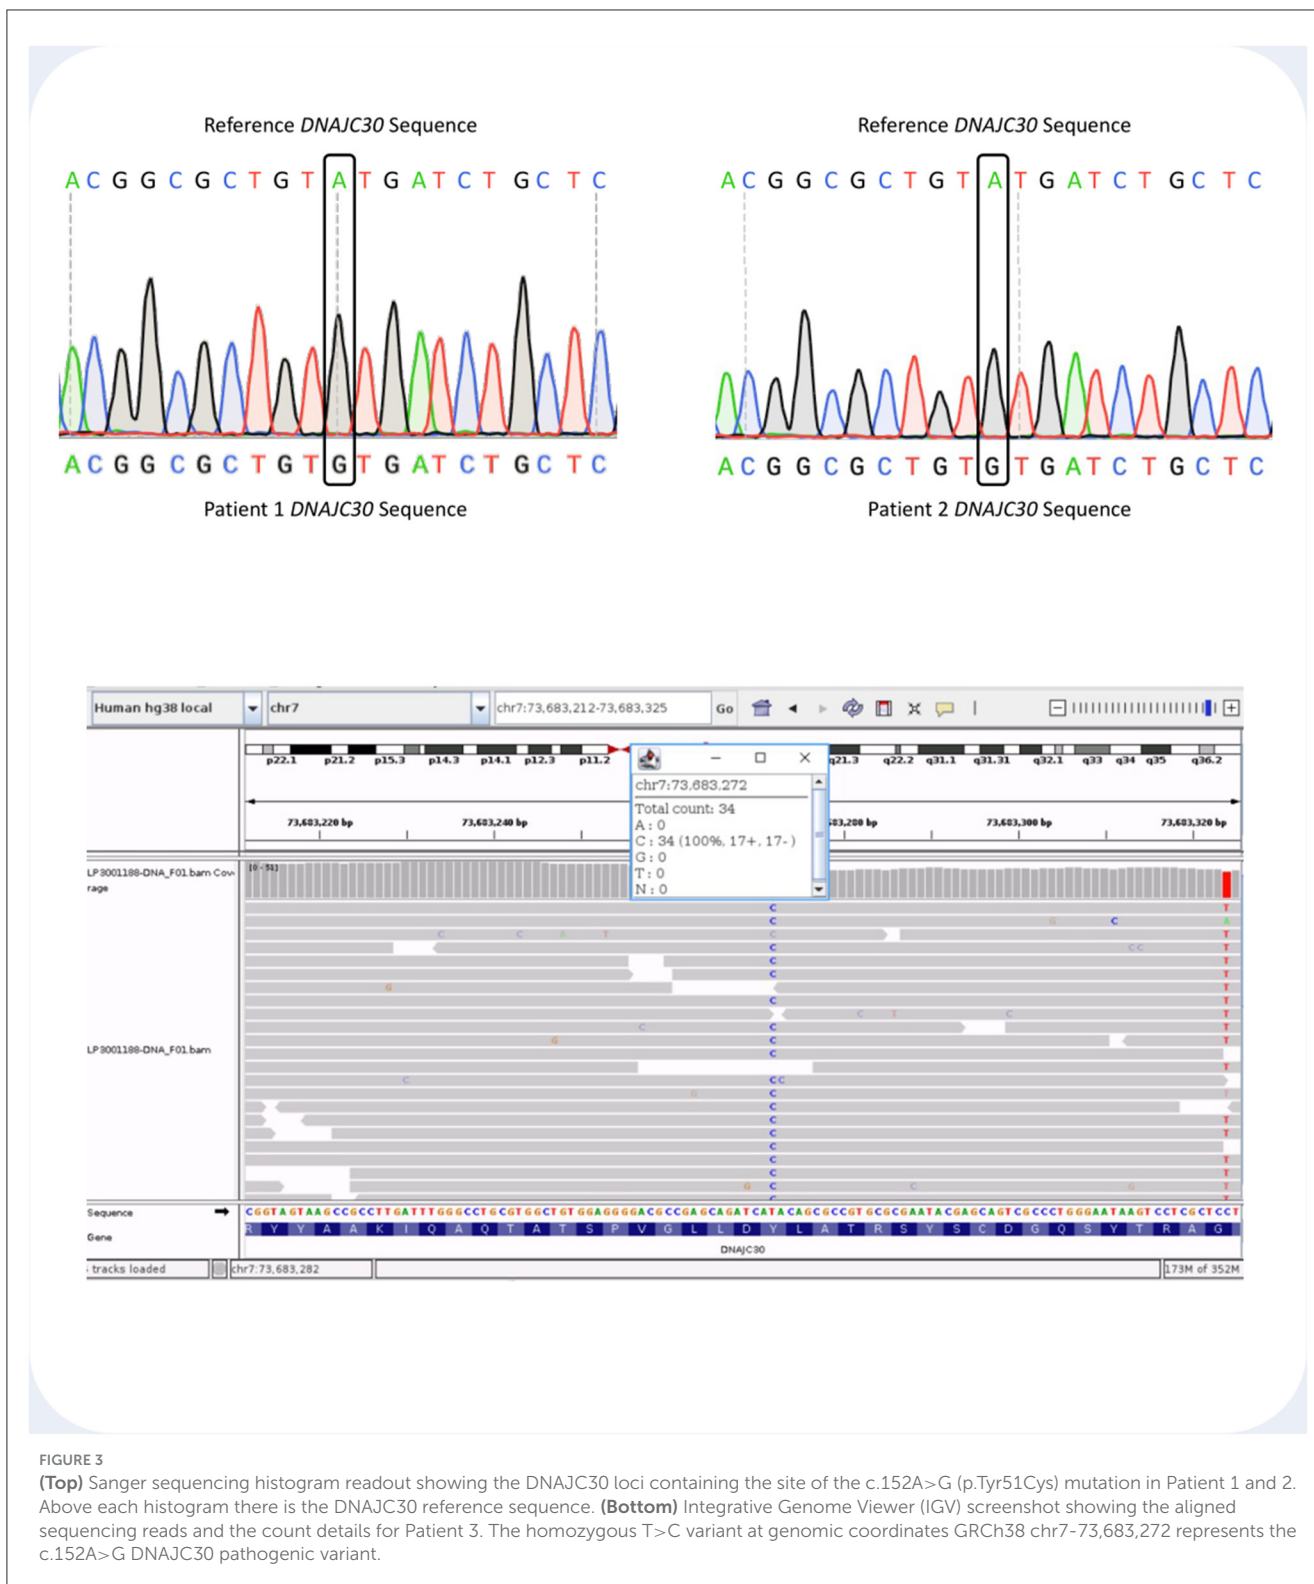 Reference DNAJC30 Sequence
Reference DNAJC30 Sequence
A C G G C G C T G T A T G A T C T G C T C
A C G G C G C T G T A T G A T C T G C T C
A C G G C G C T G T G T G A T C T G C T C
A C G G C G C T G T G T G A T C T G C T C
Patient 1 DNAJC30 Sequence
Patient 2 DNAJC30 Sequence
Human hg38 local
chr7
chr7:73,683,212-73,683,325
Go
p22.1 p21.2 p15.3 p14.3 p14.1 p12.3 p11.2 q21.3 q22.2 q31.1 q31.31 q32.1 q33 q34 q35 q36.2
chr7:73,683,272
Total count: 34
A : 0
C : 34 (100%, 17+, 17- )
G : 0
T : 0
N : 0
73,683,220 bp 73,683,240 bp 73,683,300 bp 73,683,320 bp
LP3001188-DNA_F01.bam Cove
rage
[0 - 51]
LP3001188-DNA_F01.bam
Sequence
CGGTAGTAAGCCGCCTTGATTTGGGCCTGCGTGGCTGTGGAGGGGACGCCGAGCAGATCATACAGCGCCGTGCGCGAATACGAGCAGTCGCCCTGGGAATAAGTCCTCGCTCCT
Gene
R Y Y A A K I Q A Q T A T S P V G L L D Y L A T R S Y S C D G Q S Y T R A G
DNAJC30
tracks loaded
chr7:73,683,282
173M of 352M
FIGURE 3
(Top) Sanger sequencing histogram readout showing the DNAJC30 loci containing the site of the c.152A>G (p.Tyr51Cys) mutation in Patient 1 and 2.
Above each histogram there is the DNAJC30 reference sequence. (Bottom) Integrative Genome Viewer (IGV) screenshot showing the aligned
sequencing reads and the count details for Patient 3. The homozygous T>C variant at genomic coordinates GRCh38 chr7-73,683,272 represents the
c.152A>G DNAJC30 pathogenic variant.